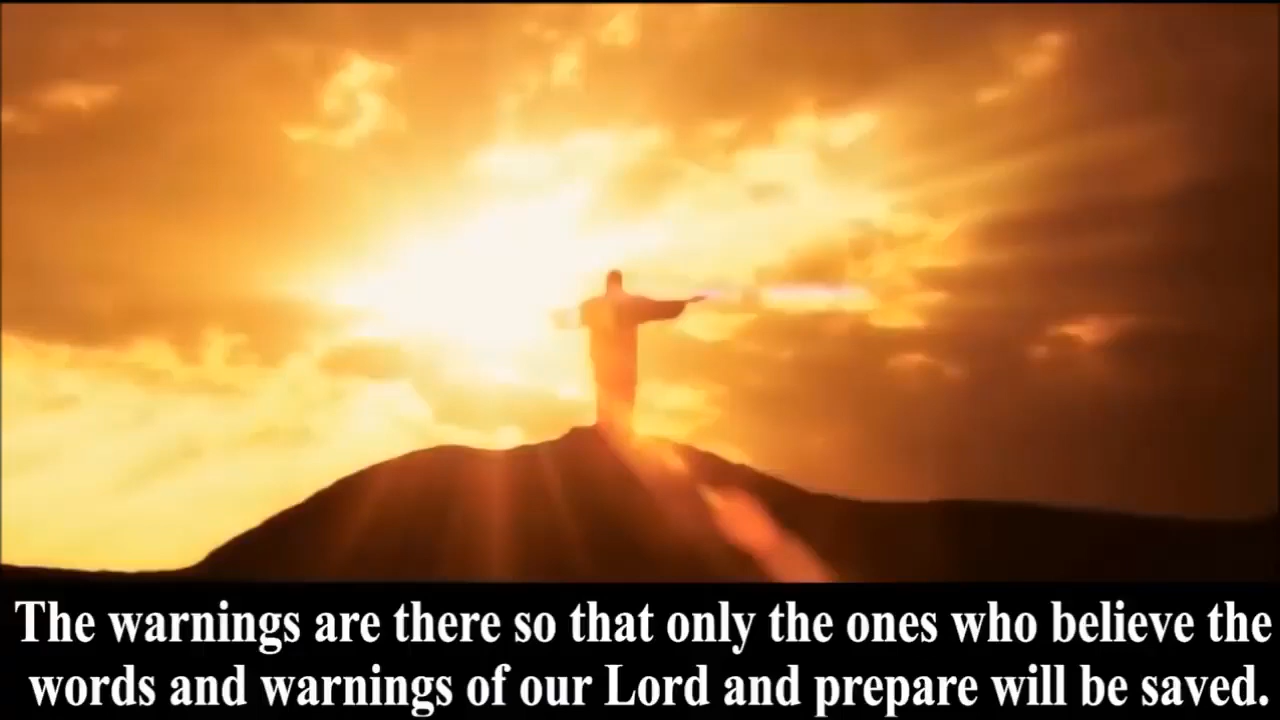 The warnings are there so that only the ones who believe the
words and warnings of our Lord and prepare will be saved.